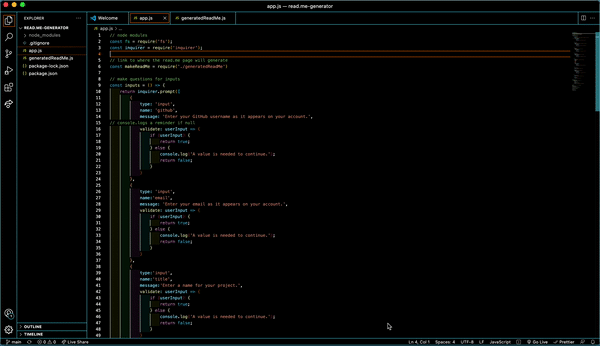 app.js — read.me-generator
EXPLORER
Welcome
app.js
generatedReadMe.js
READ.ME-GENERATOR
node_modules
.gitignore
app.js
generatedReadMe.js
package-lock.json
package.json
OUTLINE
TIMELINE
app.js > ...
1 // node modules
2 const fs = require('fs');
3 const inquirer = require('inquirer');
4
5 // link to where the read.me page will generate
6 const makeReadMe = require('./generatedReadMe')
7
8 // make questions for inputs
9 const inputs = () => {
10 return inquirer.prompt([
11 {
12 type: 'input',
13 name: 'github',
14 message: 'Enter your GitHub username as it appears on your account.',
15 // console.logs a reminder if null
16 validate: userInput => {
17 if (userInput) {
18 return true;
19 } else {
20 console.log('A value is needed to continue.');
21 return false;
22 }
23 }
24 },
25 {
26 type: 'input',
27 name:'email',
28 message: 'Enter your email as it appears on your account.',
29 validate: userInput => {
30 if (userInput) {
31 return true;
32 } else {
33 console.log('A value is needed to continue.');
34 return false;
35 }
36 }
37 },
38 {
39 type:'input',
40 name:'title',
41 message:'Enter a name for your project.',
42 validate: userInput => {
43 if (userInput) {
44 return true;
45 } else {
46 console.log('A value is needed to continue.');
47 return false;
48 }
49 }
main
0 0
Live Share
Ln 4, Col 1
Spaces: 4
UTF-8
LF
JavaScript
Go Live
Prettier